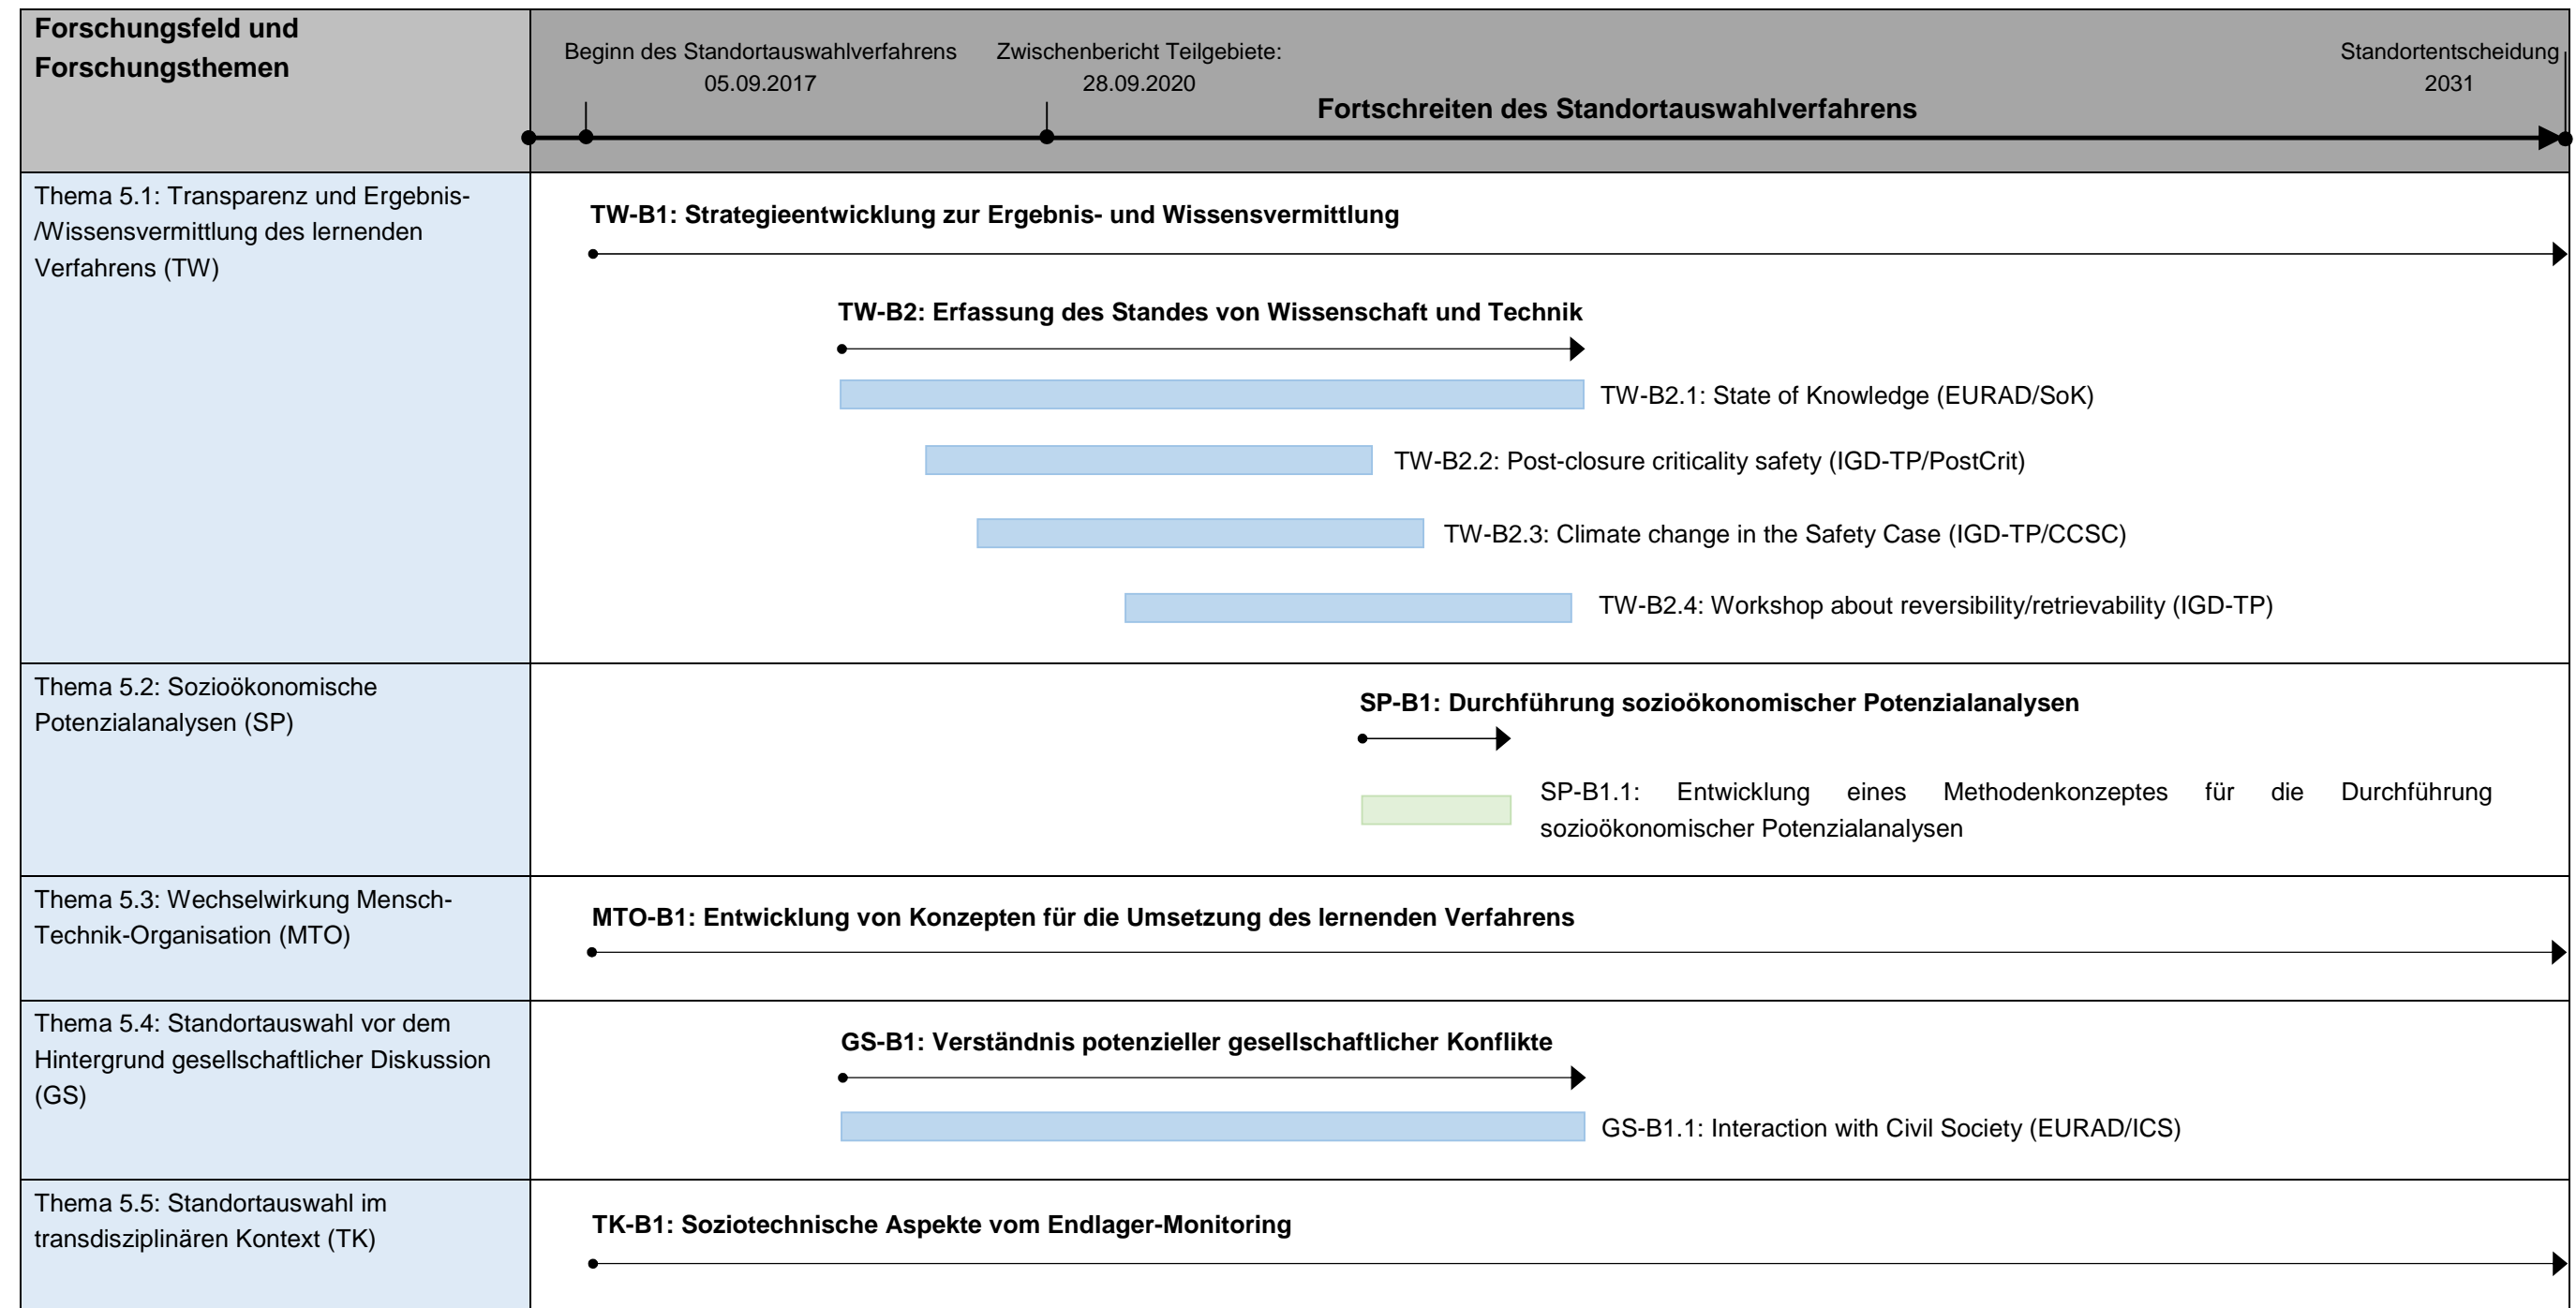 Forschungsfeld und
Forschungsthemen
Beginn des Standortauswahlverfahrens
05.09.2017
Zwischenbericht Teilgebiete:
28.09.2020
Standortentscheidung
2031
Fortschreiten des Standortauswahlverfahrens
Thema 5.1: Transparenz und Ergebnis-
/Wissensvermittlung des lernenden
Verfahrens (TW)
TW-B1: Strategieentwicklung zur Ergebnis- und Wissensvermittlung
TW-B2: Erfassung des Standes von Wissenschaft und Technik
TW-B2.1: State of Knowledge (EURAD/SoK)
TW-B2.2: Post-closure criticality safety (IGD-TP/PostCrit)
TW-B2.3: Climate change in the Safety Case (IGD-TP/CCSC)
TW-B2.4: Workshop about reversibility/retrievability (IGD-TP)
Thema 5.2: Sozioökonomische
Potenzialanalysen (SP)
SP-B1: Durchführung sozioökonomischer Potenzialanalysen
SP-B1.1: Entwicklung eines Methodenkonzeptes für die Durchführung
sozioökonomischer Potenzialanalysen
Thema 5.3: Wechselwirkung Mensch-
Technik-Organisation (MTO)
MTO-B1: Entwicklung von Konzepten für die Umsetzung des lernenden Verfahrens
Thema 5.4: Standortauswahl vor dem
Hintergrund gesellschaftlicher Diskussion
(GS)
GS-B1: Verständnis potenzieller gesellschaftlicher Konflikte
GS-B1.1: Interaction with Civil Society (EURAD/ICS)
Thema 5.5: Standortauswahl im
transdisziplinären Kontext (TK)
TK-B1: Soziotechnische Aspekte vom Endlager-Monitoring